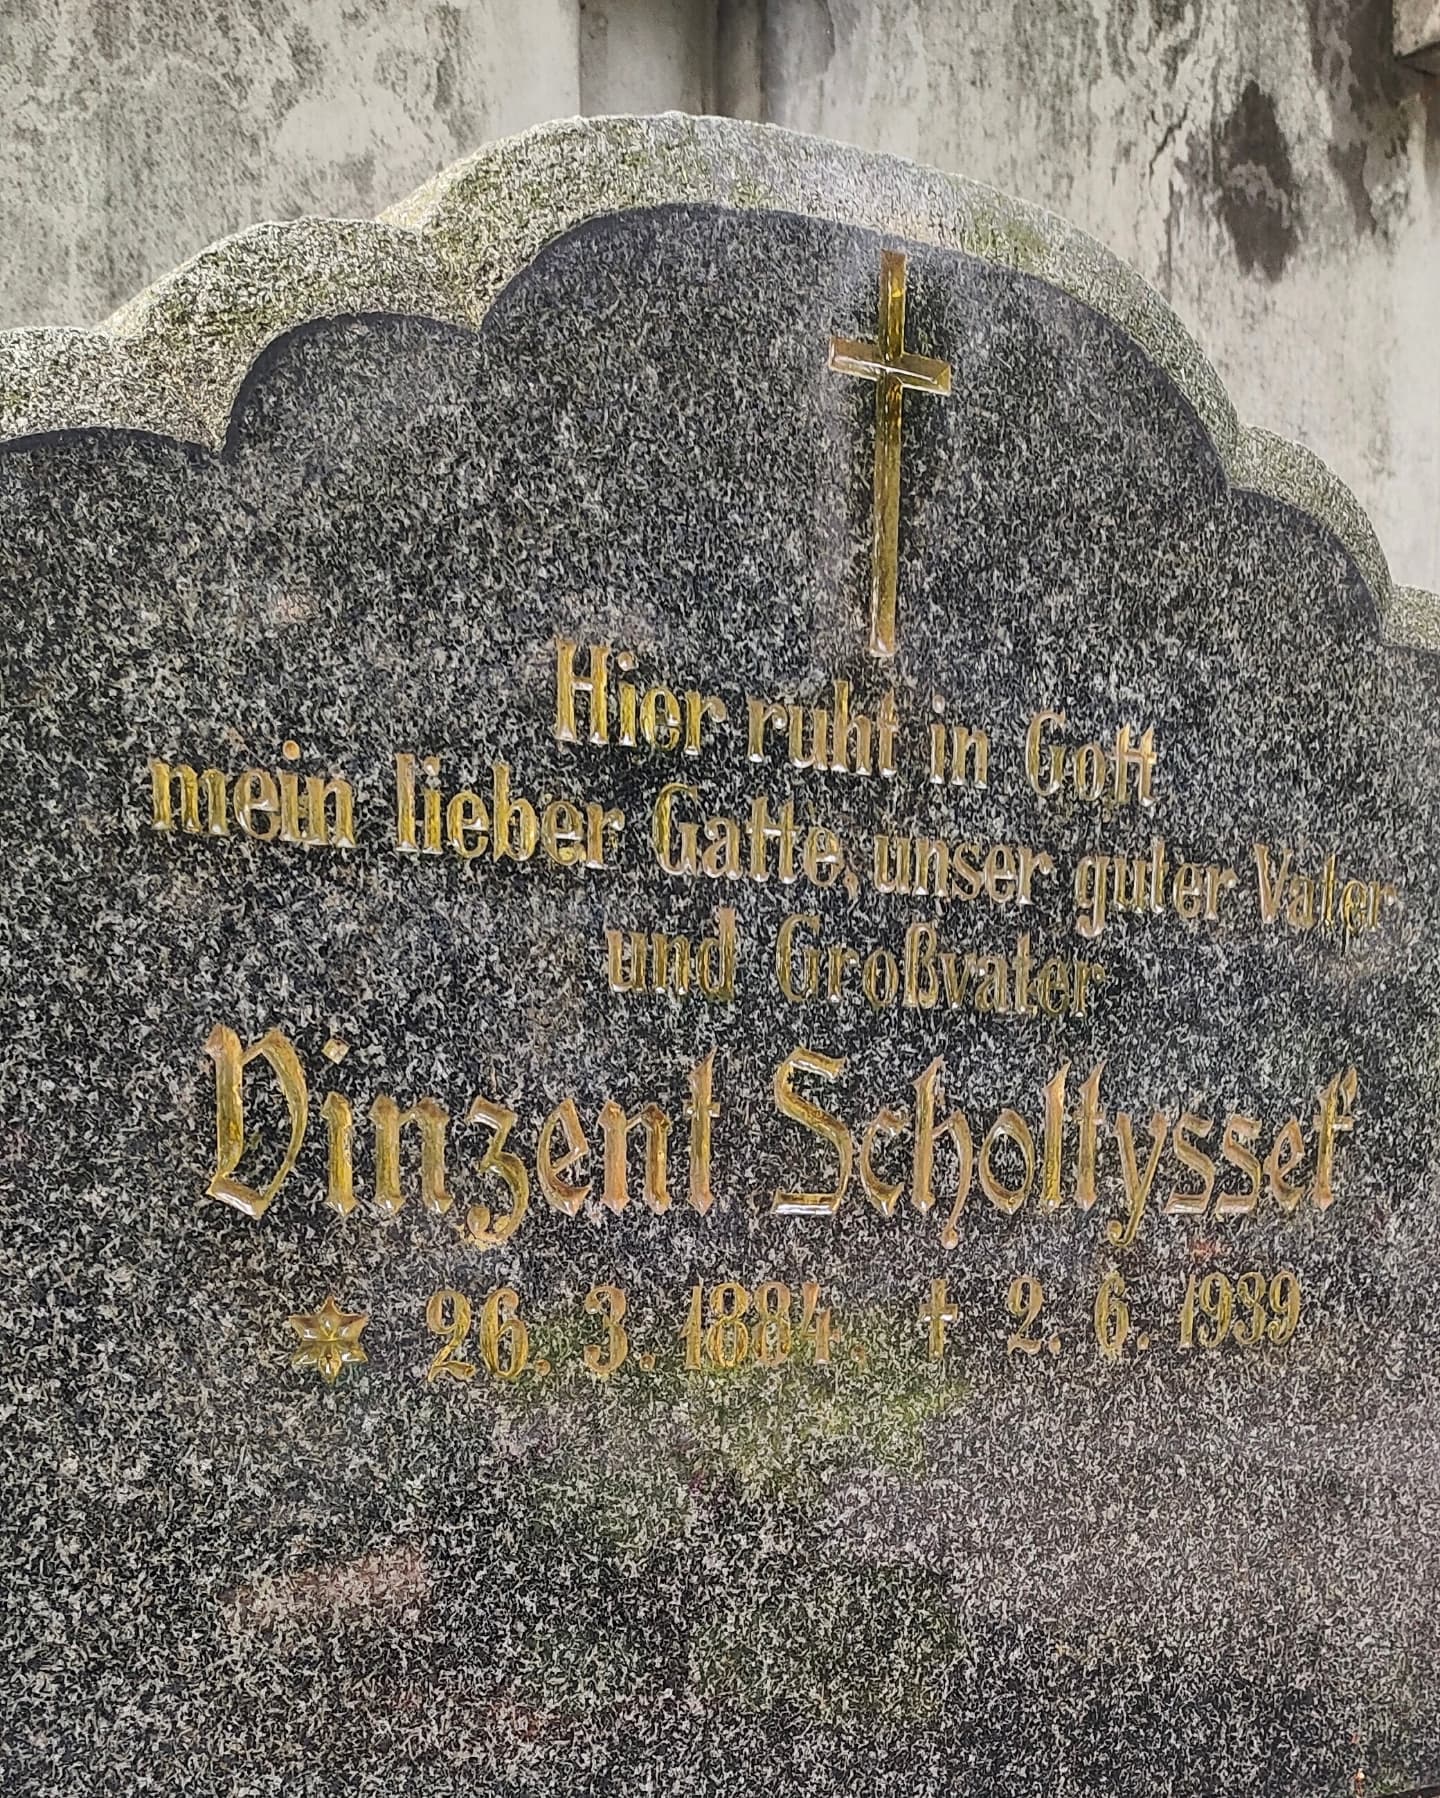 Hier ruht in Gott
mein lieber Gatte, unser guter Vater
und Großvater
Vinzent Scholtyssek
* 26. 3. 1884. † 2. 6. 1939